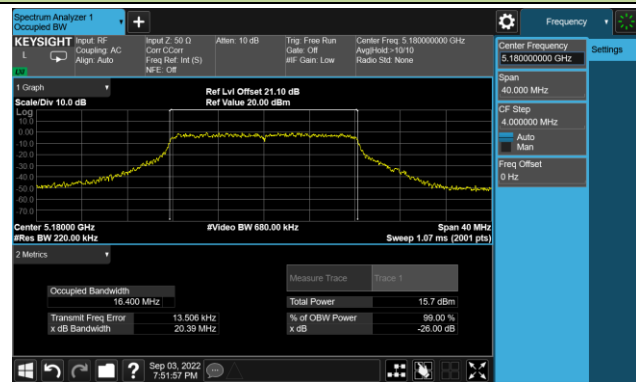 Spectrum Analyzer 1
Occupied BW
Frequency
KEYSIGHT
L
Input: RF
Coupling: AC
Align: Auto
Input Z: 50 Ω
Corr CCorr
Freq Ref: Int (S)
NFE: Off
Atten: 10 dB
Trig: Free Run
Gate: Off
#IF Gain: Low
Center Freq: 5.180000000 GHz
Avg|Hold:>10/10
Radio Std: None
Center Frequency
5.180000000 GHz
Settings
Span
40.000 MHz
CF Step
4.000000 MHz
Auto
Man
Freq Offset
0 Hz
1 Graph
Scale/Div 10.0 dB
Ref Lvl Offset 21.10 dB
Ref Value 20.00 dBm
Log
10.0
0.00
-10.0
-20.0
-30.0
-40.0
-50.0
-60.0
-70.0
Center 5.18000 GHz
#Res BW 220.00 kHz
#Video BW 680.00 kHz
Span 40 MHz
Sweep 1.07 ms (2001 pts)
2 Metrics
Measure Trace
Trace 1
Occupied Bandwidth
16.400 MHz
Total Power
15.7 dBm
Transmit Freq Error
13.506 kHz
% of OBW Power
99.00 %
x dB Bandwidth
20.39 MHz
x dB
-26.00 dB
Sep 03, 2022
7:51:57 PM